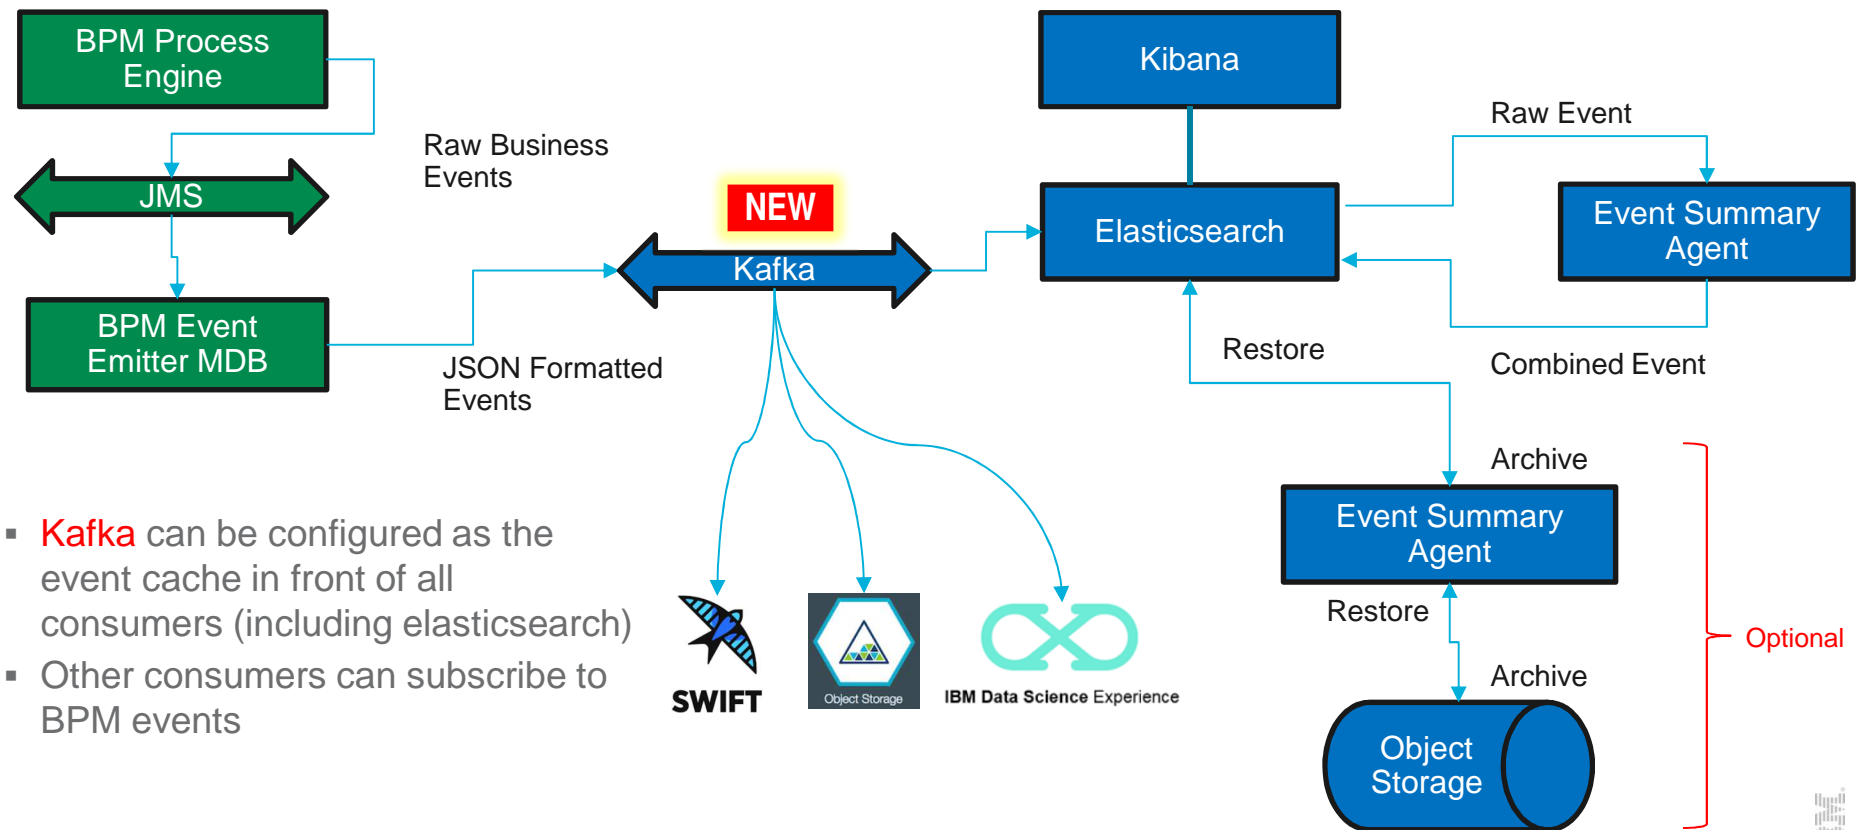 BPM Process
Engine
JMS
BPM Event
Emitter MDB
Raw Business
Events
JSON Formatted
Events
NEW
Kafka
Kibana
Elasticsearch
Raw Event
Event Summary
Agent
Combined Event
Restore
Archive
Event Summary
Agent
Restore
Archive
Object
Storage
Optional
SWIFT
Object Storage
IBM Data Science Experience
▪ Kafka can be configured as the
event cache in front of all
consumers (including elasticsearch)
▪ Other consumers can subscribe to
BPM events
IBM